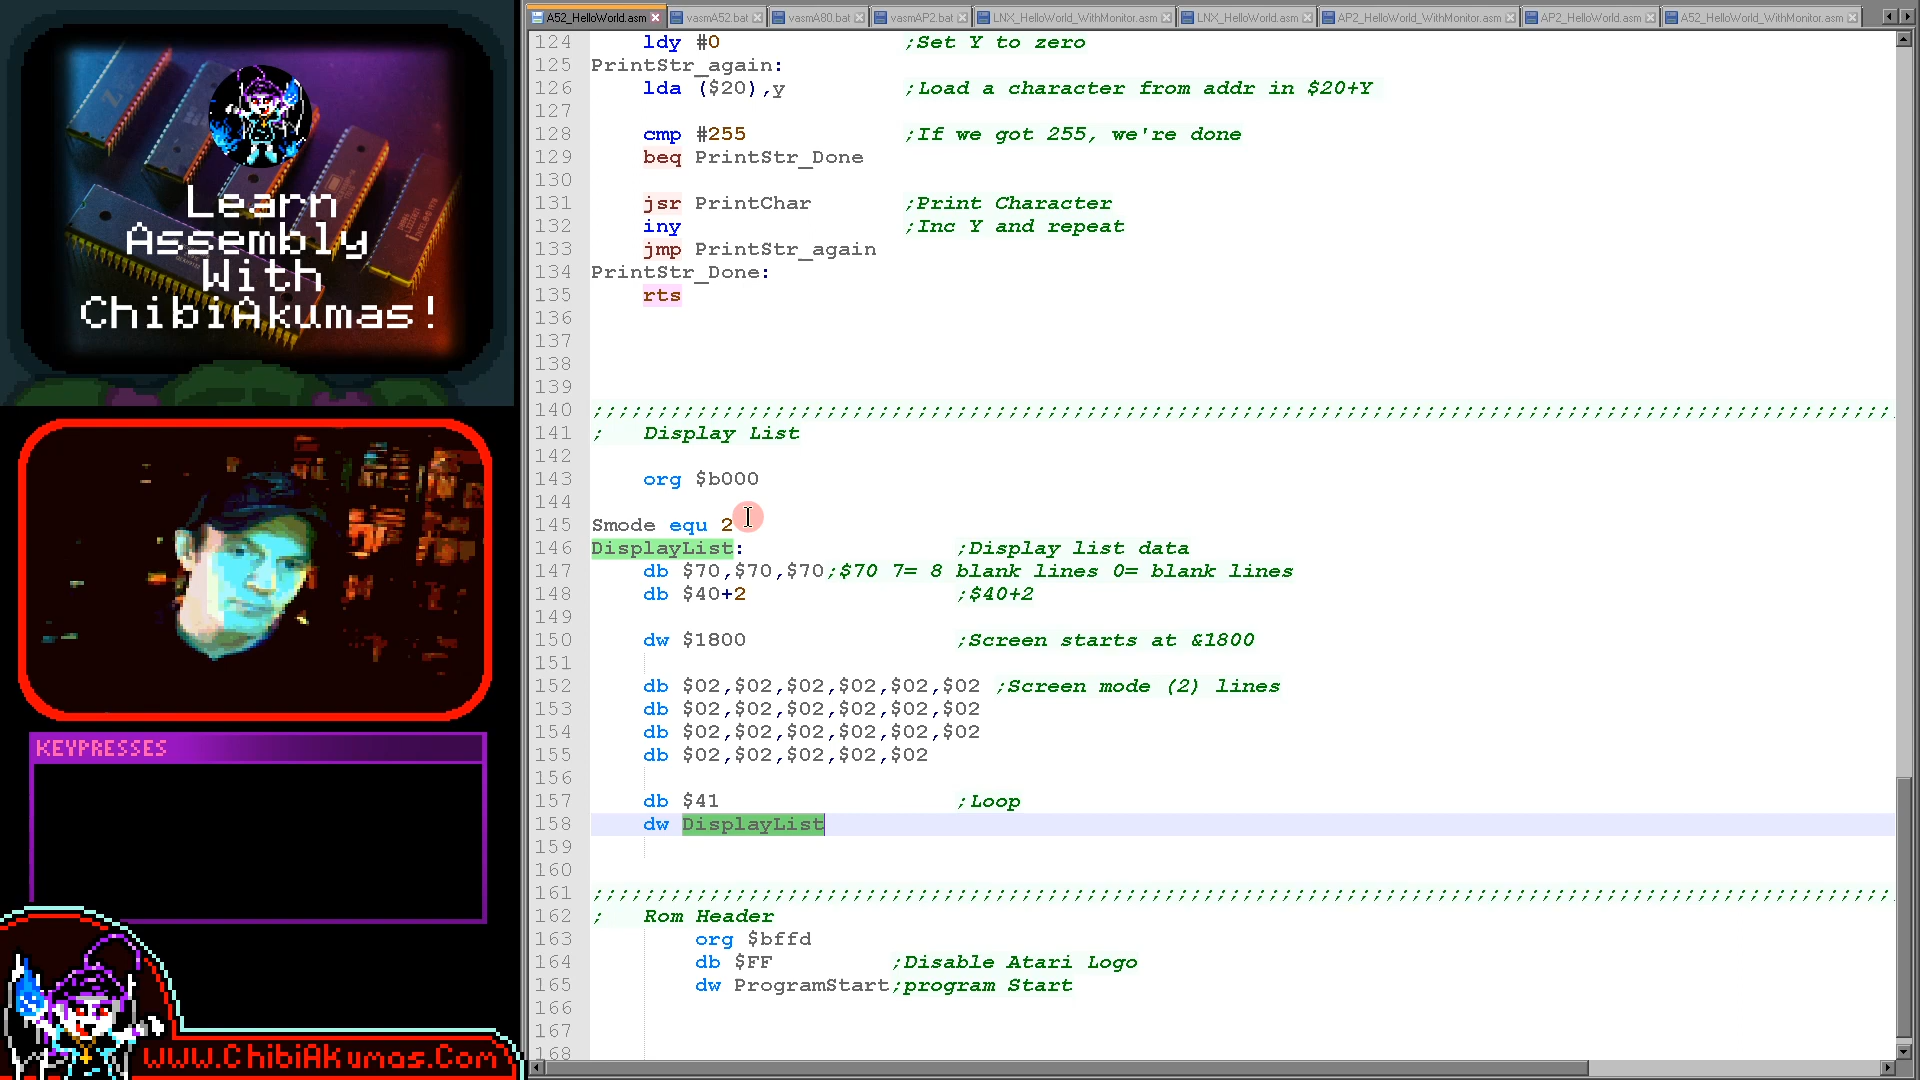 Learn
Assembly
With
ChibiAkumas!
KEYPRESSES
WWW.ChibiAkumas.Com
A52_HelloWorld.asm vasmA52.bat vasmA80.bat vasmAP2.bat LNX_HelloWorld_WithMonitor.asm LNX_HelloWorld.asm AP2_HelloWorld_WithMonitor.asm AP2_HelloWorld.asm A52_HelloWorld_WithMonitor.asm
124 ldy #0 ;Set Y to zero
125 PrintStr_again:
126 lda ($20),y ;Load a character from addr in $20+Y
127
128 cmp #255 ;If we got 255, we're done
129 beq PrintStr_Done
130
131 jsr PrintChar ;Print Character
132 iny ;Inc Y and repeat
133 jmp PrintStr_again
134 PrintStr_Done:
135 rts
136
137
138
139
140 ;;;;;;;;;;;;;;;;;;;;;;;;;;;;;;;;;;;;;;;;;;;;;;;;;;;;;;;;;;;;;;;;;;;;;;;;;;;;;;;;;;;;;;;;;;;;;;;;;;;;
141 ; Display List
142
143 org $b000
144
145 Smode equ 2
146 DisplayList: ;Display list data
147 db $70,$70,$70;$70 7= 8 blank lines 0= blank lines
148 db $40+2 ;$40+2
149
150 dw $1800 ;Screen starts at &1800
151
152 db $02,$02,$02,$02,$02,$02 ;Screen mode (2) lines
153 db $02,$02,$02,$02,$02,$02
154 db $02,$02,$02,$02,$02,$02
155 db $02,$02,$02,$02,$02
156
157 db $41 ;Loop
158 dw DisplayList
159
160
161 ;;;;;;;;;;;;;;;;;;;;;;;;;;;;;;;;;;;;;;;;;;;;;;;;;;;;;;;;;;;;;;;;;;;;;;;;;;;;;;;;;;;;;;;;;;;;;;;;;;;;
162 ; Rom Header
163 org $bffd
164 db $FF ;Disable Atari Logo
165 dw ProgramStart;program Start
166
167
168